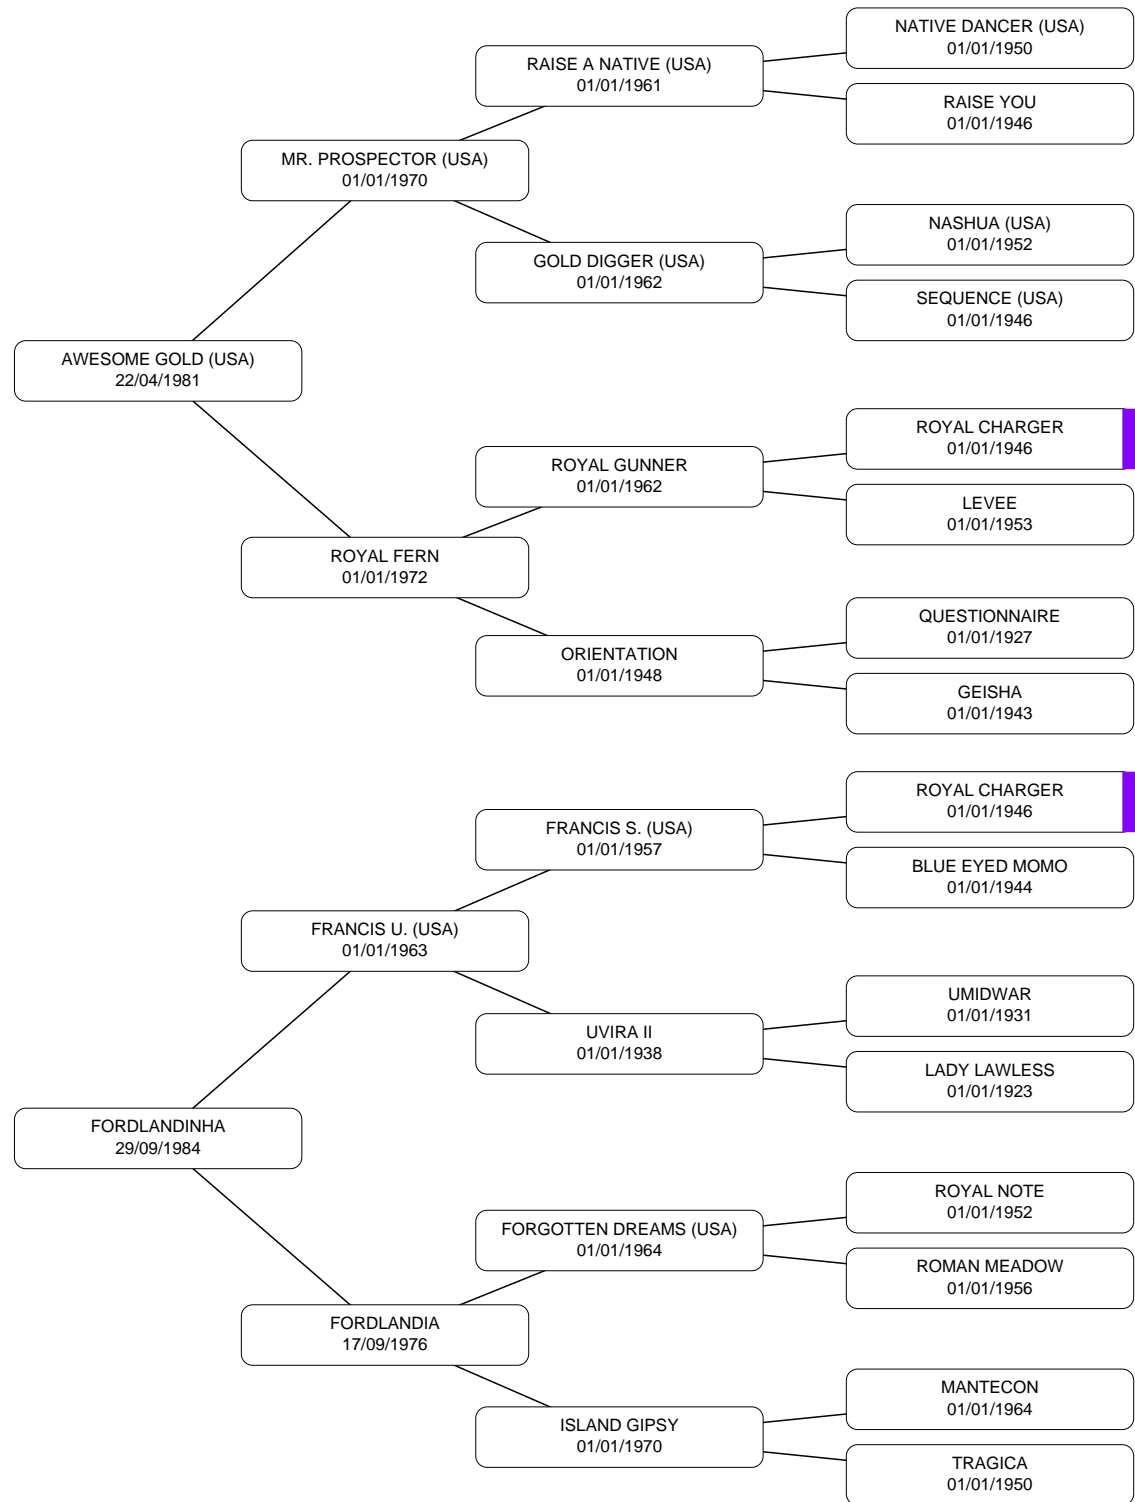 NATIVE DANCER (USA)
01/01/1950
RAISE A NATIVE (USA)
01/01/1961
RAISE YOU
01/01/1946
MR. PROSPECTOR (USA)
01/01/1970
NASHUA (USA)
01/01/1952
GOLD DIGGER (USA)
01/01/1962
SEQUENCE (USA)
01/01/1946
AWESOME GOLD (USA)
22/04/1981
ROYAL CHARGER
01/01/1946
ROYAL GUNNER
01/01/1962
LEVEE
01/01/1953
ROYAL FERN
01/01/1972
QUESTIONNAIRE
01/01/1927
ORIENTATION
01/01/1948
GEISHA
01/01/1943
ROYAL CHARGER
01/01/1946
FRANCIS S. (USA)
01/01/1957
BLUE EYED MOMO
01/01/1944
FRANCIS U. (USA)
01/01/1963
UMIDWAR
01/01/1931
UVIRA II
01/01/1938
LADY LAWLESS
01/01/1923
FORDLANDINHA
29/09/1984
ROYAL NOTE
01/01/1952
FORGOTTEN DREAMS (USA)
01/01/1964
ROMAN MEADOW
01/01/1956
FORDLANDIA
17/09/1976
MANTECON
01/01/1964
ISLAND GIPSY
01/01/1970
TRAGICA
01/01/1950